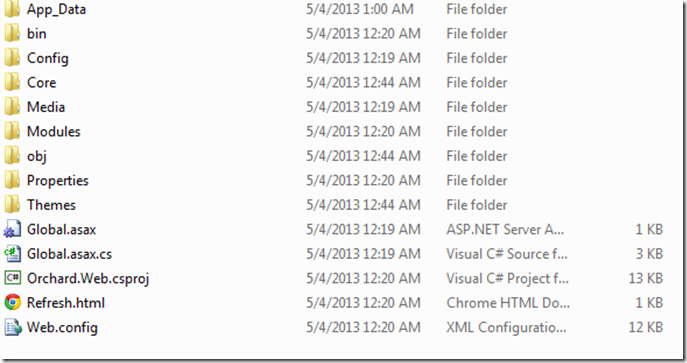 App_Data 5/4/2013 1:00 AM File folder
bin 5/4/2013 12:20 AM File folder
Config 5/4/2013 12:19 AM File folder
Core 5/4/2013 12:44 AM File folder
Media 5/4/2013 12:19 AM File folder
Modules 5/4/2013 12:20 AM File folder
obj 5/4/2013 12:44 AM File folder
Properties 5/4/2013 12:20 AM File folder
Themes 5/4/2013 12:44 AM File folder
Global.asax 5/4/2013 12:19 AM ASP.NET Server A... 1 KB
Global.asax.cs 5/4/2013 12:19 AM Visual C# Source f... 3 KB
C# Orchard.Web.csproj 5/4/2013 12:20 AM Visual C# Project f... 13 KB
Refresh.html 5/4/2013 12:20 AM Chrome HTML Do... 1 KB
Web.config 5/4/2013 12:20 AM XML Configuratio... 12 KB